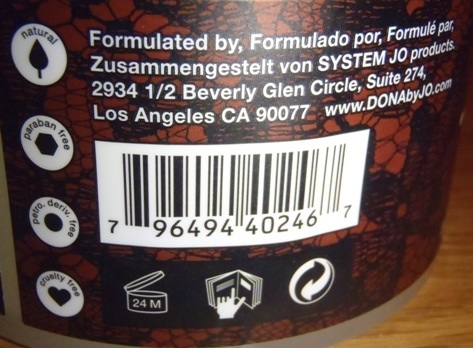 natural
Formulated by, Formulado por, Formulé par,
Zusammengestelt von SYSTEM JO products.
2934 1/2 Beverly Glen Circle, Suite 274,
Los Angeles CA 90077 www.DONAbyJO.com
paraban free
petro. deriv. free
cruelty free
7 96494 40246 7
24 M